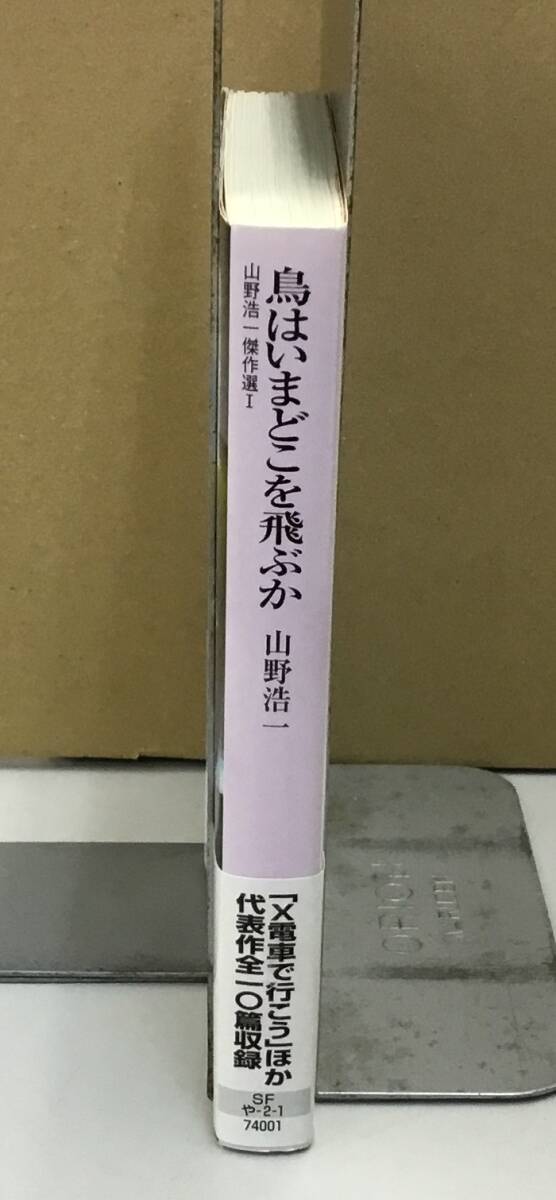 鳥はいまどこを飛ぶか
山野浩一傑作選Ⅰ
山野浩一
「X電車で行こう」ほか
代表作全一〇篇収録
SF
や-2-1
74001
ORION